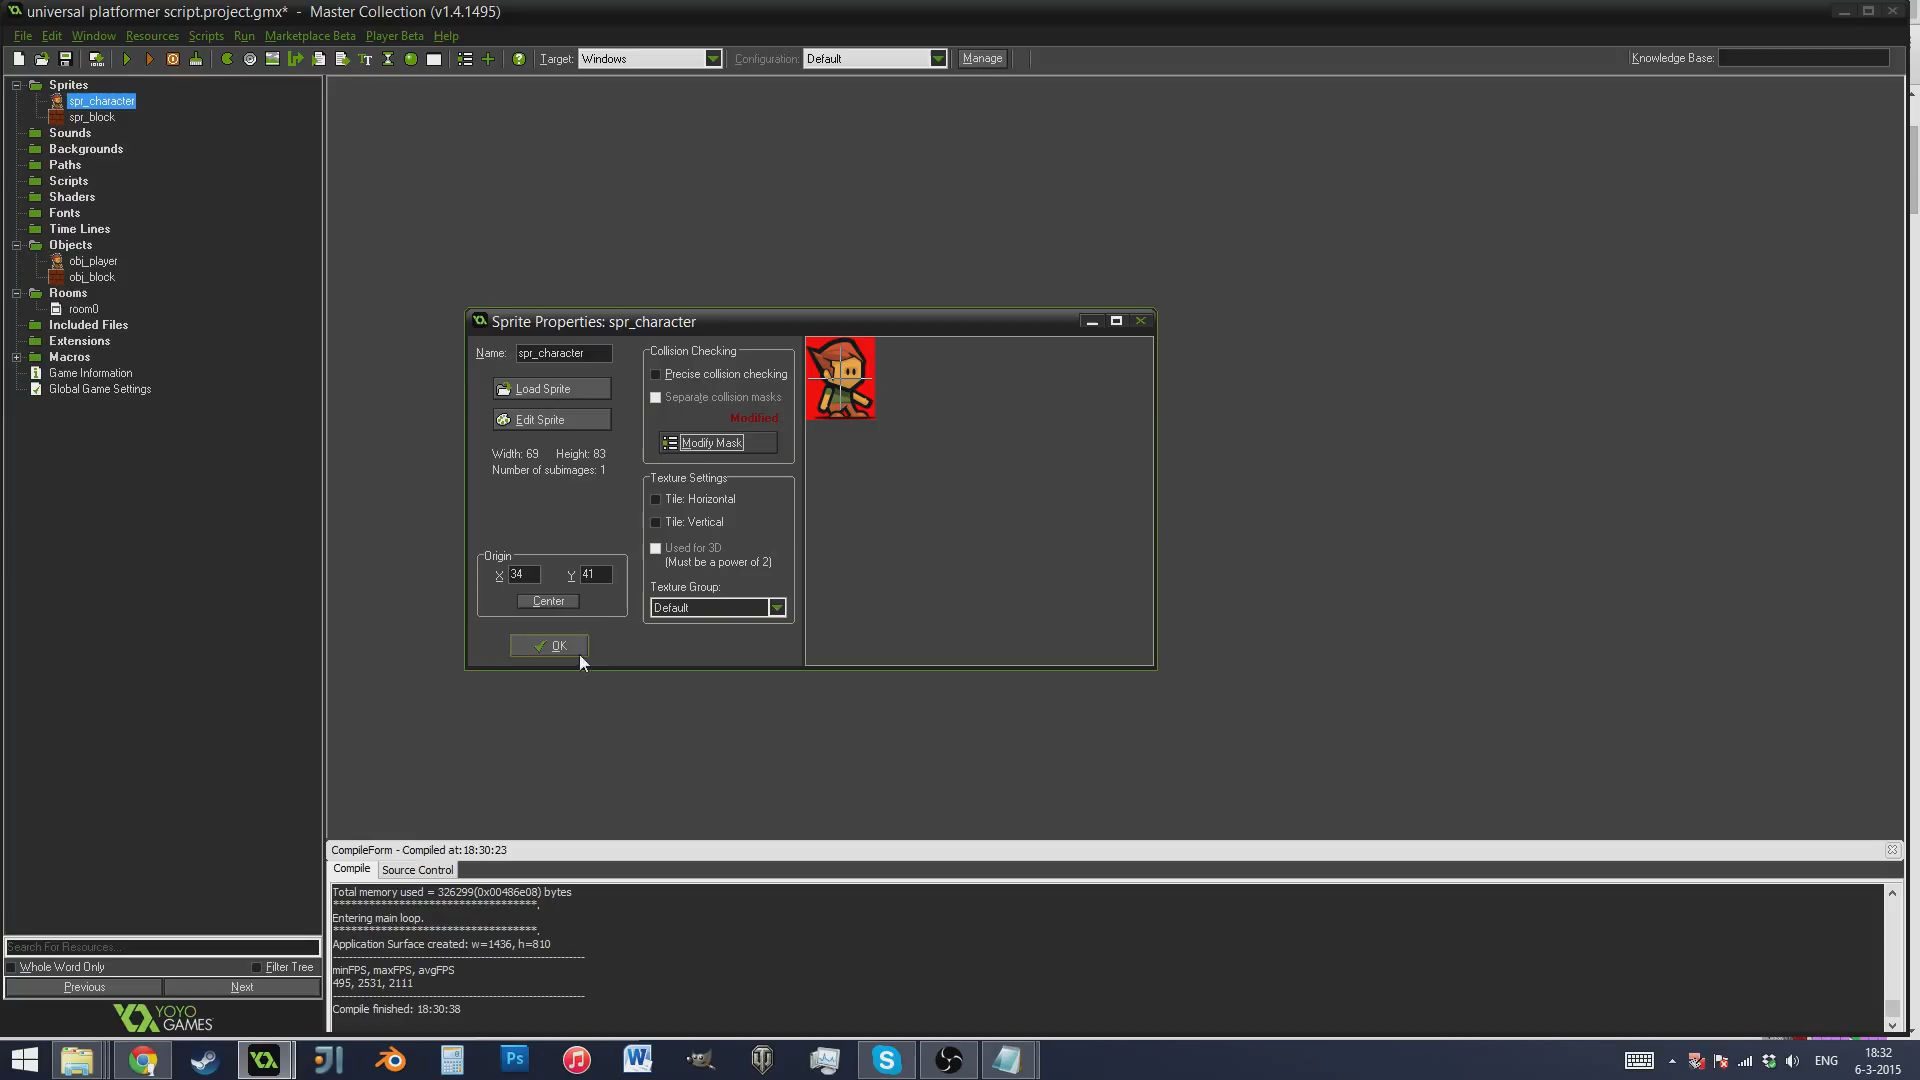 universal platformer script.project.gmx* - Master Collection (v1.4.1495)
File Edit Window Resources Scripts Run Marketplace Beta Player Beta Help
Target: Windows Configuration: Default Manage Knowledge Base:
Sprites
spr_character
spr_block
Sounds
Backgrounds
Paths
Scripts
Shaders
Fonts
Time Lines
Objects
obj_player
obj_block
Rooms
room0
Included Files
Extensions
Macros
Game Information
Global Game Settings
Sprite Properties: spr_character
Name: spr_character
Load Sprite
Edit Sprite
Width: 69 Height: 83
Number of subimages: 1
Origin
X 34 Y 41
Center
OK
Collision Checking
Precise collision checking
Separate collision masks
Modified
Modify Mask
Texture Settings
Tile: Horizontal
Tile: Vertical
Used for 3D
(Must be a power of 2)
Texture Group:
Default
CompileForm - Compiled at:18:30:23
Compile Source Control
Total memory used = 326299(0x00486e08) bytes
***********************************.
Entering main loop.
***********************************.
Application Surface created: w=1436, h=810
---------------------------------------------------------------
minFPS, maxFPS, avgFPS
495, 2531, 2111
---------------------------------------------------------------
Compile finished: 18:30:38
Search For Resources...
Whole Word Only Filter Tree
Previous Next
YOYO
GAMES
ENG
18:32
6-3-2015